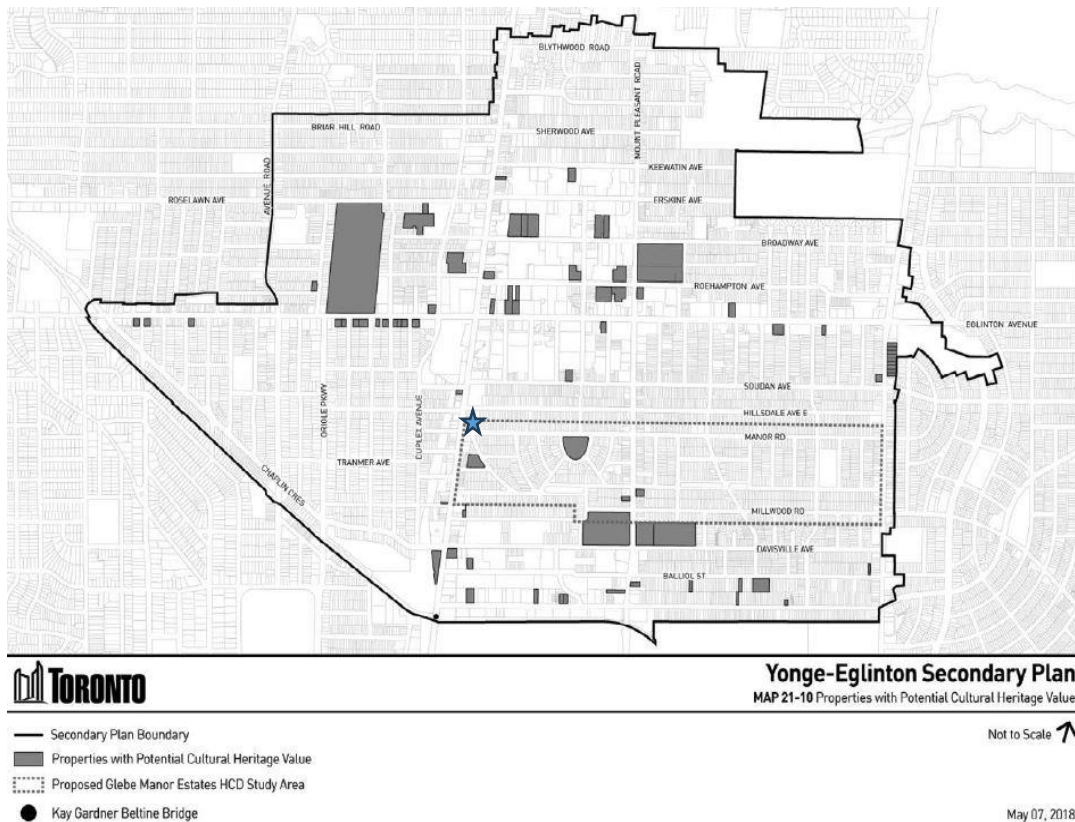 BLYTHWOOD ROAD
MOUNT PLEASANT ROAD
BRIAR HILL ROAD
SHERWOOD AVE
KEEWATIN AVE
AVENUE ROAD
ROSELAWN AVE
ERSKINE AVE
BROADWAY AVE
ROEHAMPTON AVE
EGLINTON AVENUE
SOUDAN AVE
ORIOLE PKWY
DUPLEX AVENUE
HILLSDALE AVE E
MANOR RD
TRANMER AVE
CHAPLIN CRES
MILLWOOD RD
DAVISVILLE AVE
BALLIOL ST
TORONTO
Yonge-Eglinton Secondary Plan
MAP 21-10 Properties with Potential Cultural Heritage Value
Secondary Plan Boundary
Not to Scale
Properties with Potential Cultural Heritage Value
Proposed Glebe Manor Estates HCD Study Area
Kay Gardner Beltine Bridge
May 07, 2018